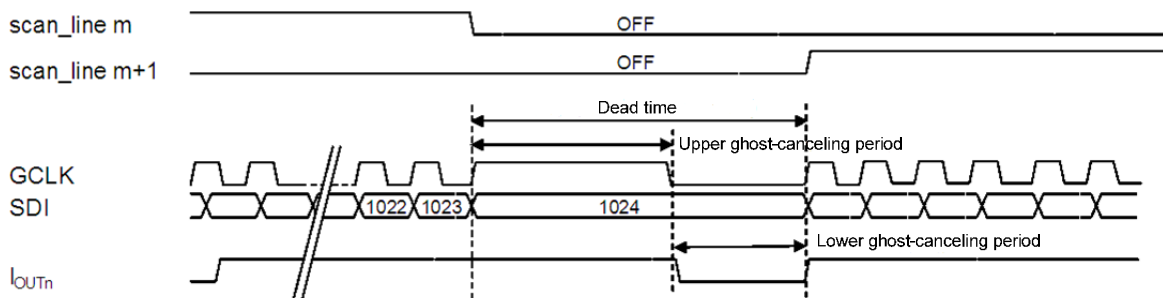 scan_line m
OFF
scan_line m+1
OFF
Dead time
Upper ghost-canceling period
GCLK
SDI
1022
1023
1024
Lower ghost-canceling period
IOUTn